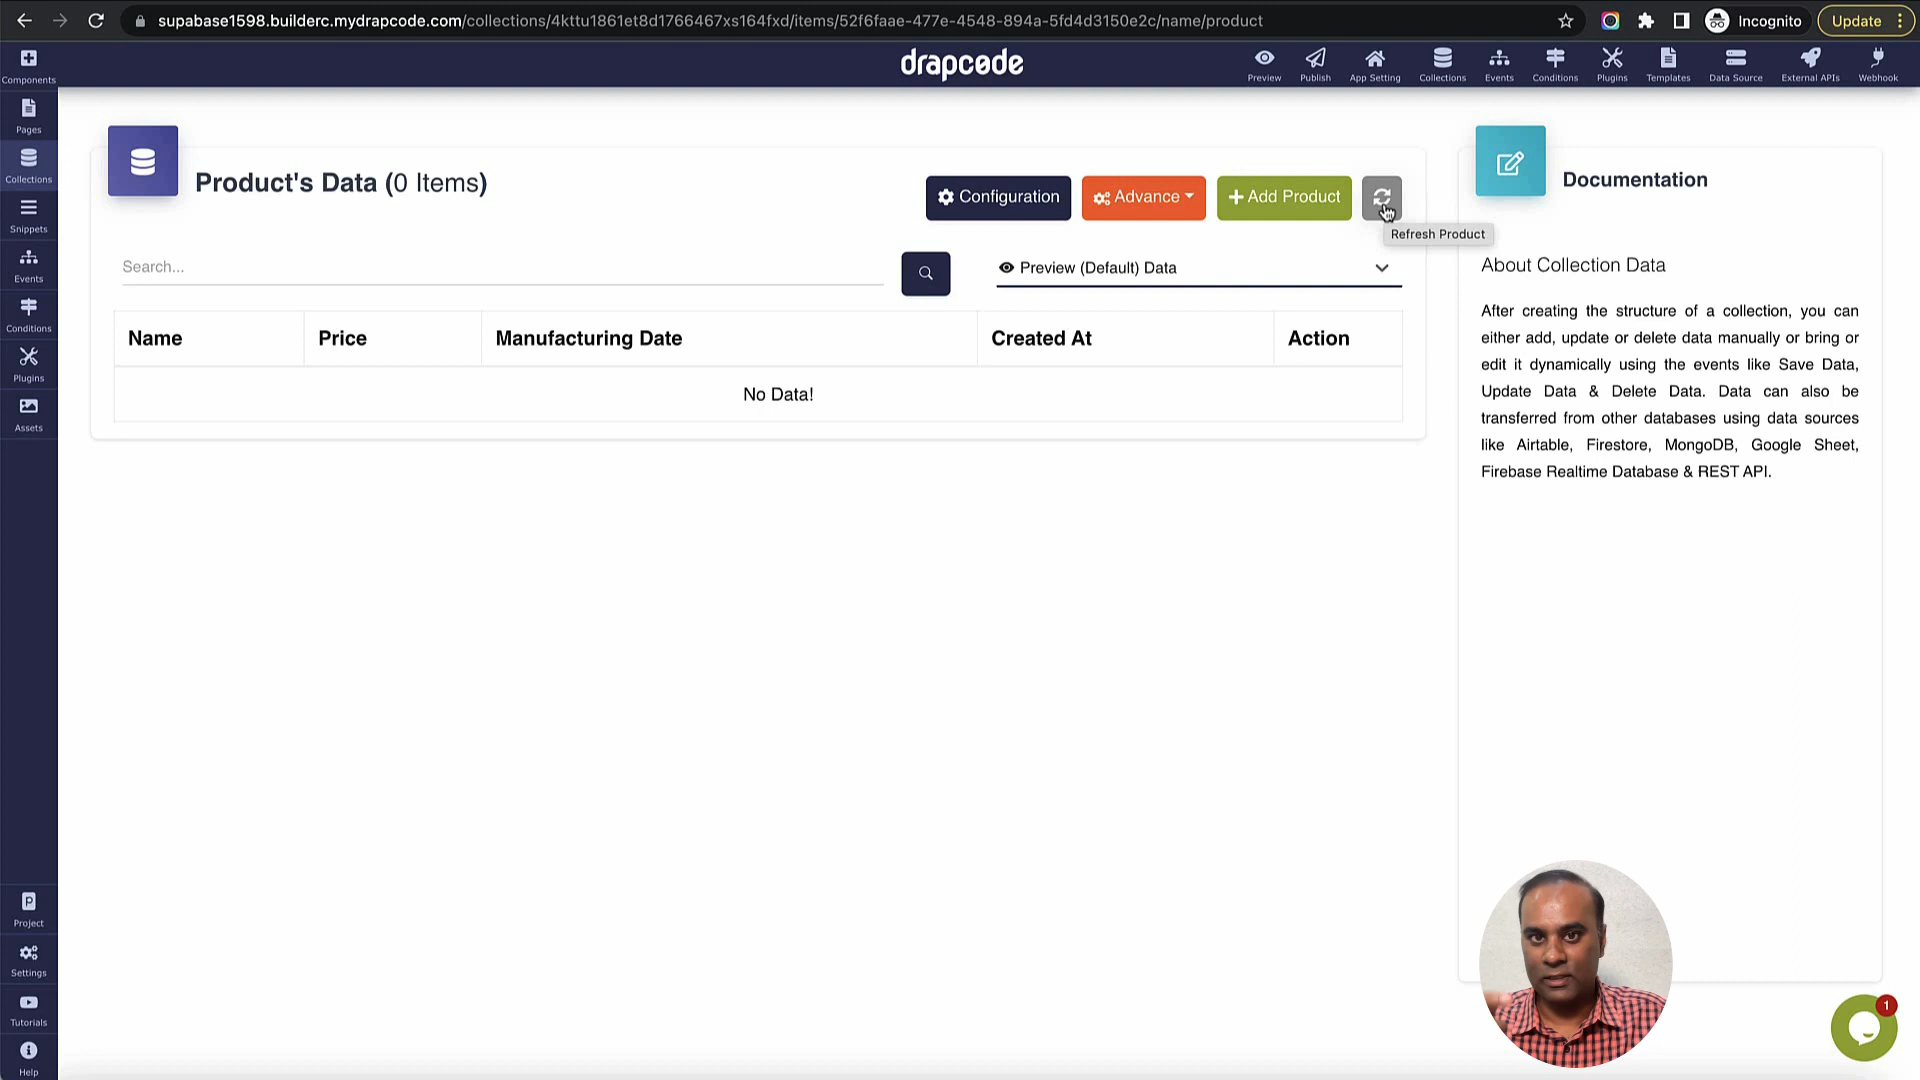 supabase1598.builderc.mydrapcode.com/collections/4kttu1861et8d1766467xs164fxd/items/52f6faae-477e-4548-894a-5fd4d3150e2c/name/product
Incognito
Update
Components
drapcode
Preview
Publish
App Setting
Collections
Events
Conditions
Plugins
Templates
Data Source
External APIs
Webhook
Pages
Collections
Snippets
Events
Conditions
Plugins
Assets
Project
Settings
Tutorials
Help
Product's Data (0 Items)
Configuration
Advance
Add Product
Refresh Product
Search...
Preview (Default) Data
Name
Price
Manufacturing Date
Created At
Action
No Data!
Documentation
About Collection Data
After creating the structure of a collection, you can
either add, update or delete data manually or bring or
edit it dynamically using the events like Save Data,
Update Data & Delete Data. Data can also be
transferred from other databases using data sources
like Airtable, Firestore, MongoDB, Google Sheet,
Firebase Realtime Database & REST API.
1